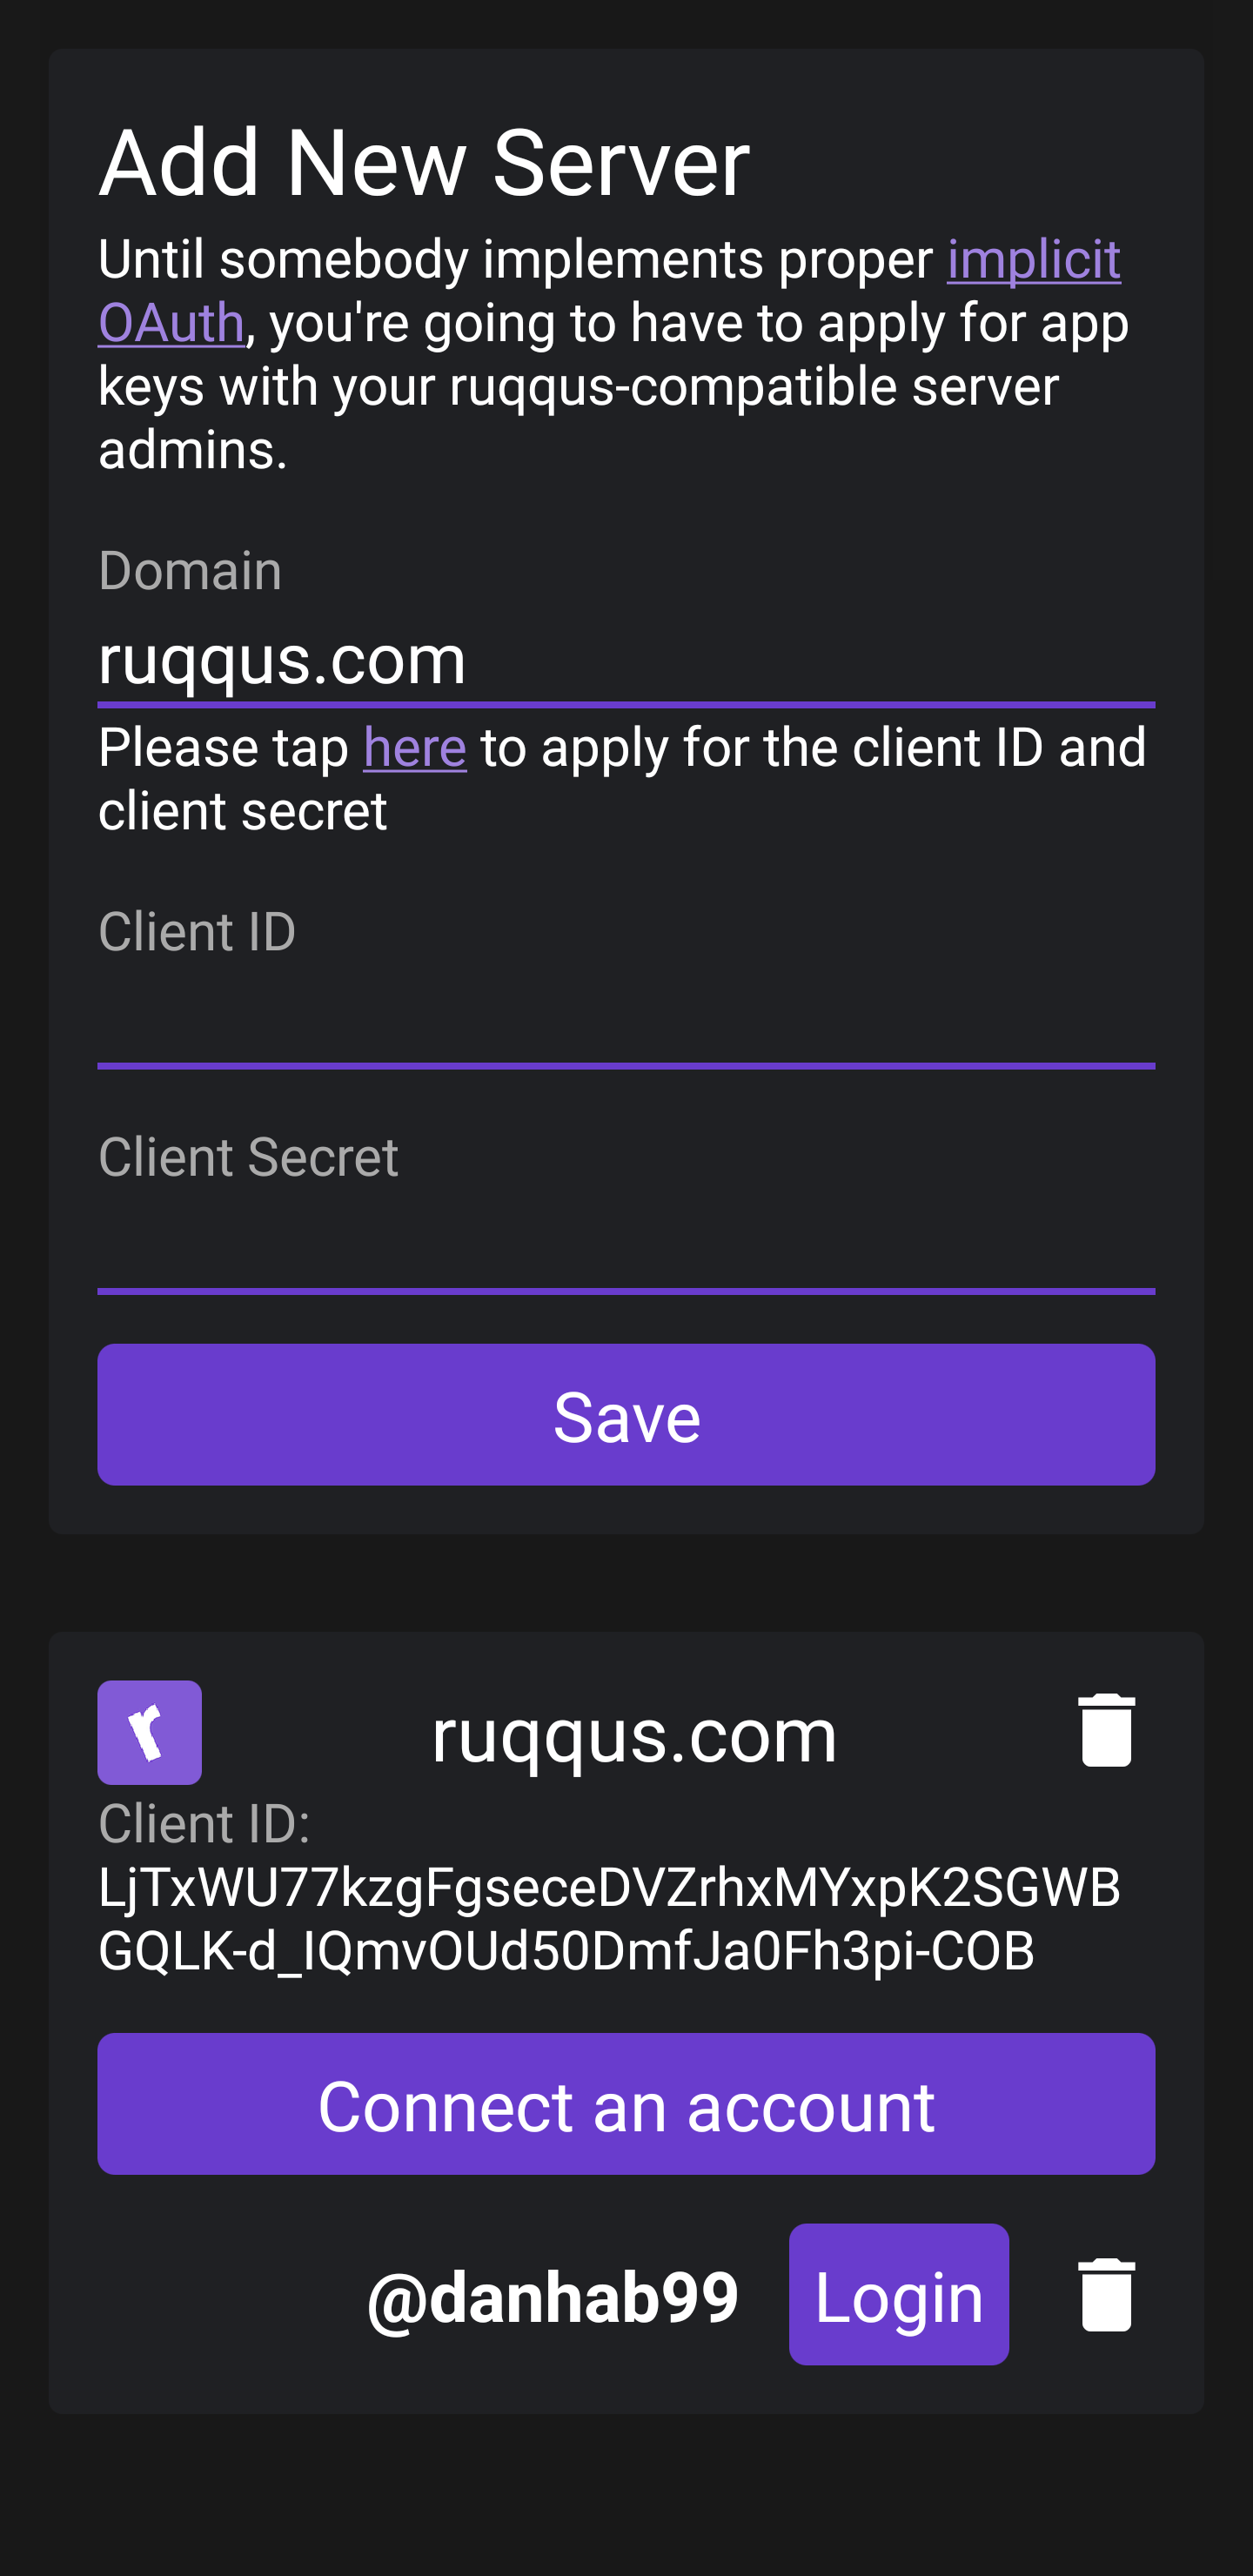 Add New Server
Until somebody implements proper implicit
OAuth, you're going to have to apply for app
keys with your ruqqus-compatible server
admins.
Domain
ruqqus.com
Please tap here to apply for the client ID and
client secret
Client ID
Client Secret
Save
r
ruqqus.com
Client ID:
LjTxWU77kzgFgseceDVZrhxMYxpK2SGWB
GQLK-d_IQmvOUd50DmfJa0Fh3pi-COB
Connect an account
@danhab99
Login